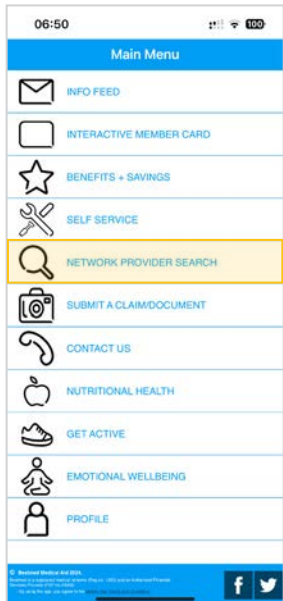 06:50
100
Main Menu
INFO FEED
INTERACTIVE MEMBER CARD
BENEFITS + SAVINGS
SELF SERVICE
NETWORK PROVIDER SEARCH
SUBMIT A CLAIM/DOCUMENT
CONTACT US
NUTRITIONAL HEALTH
GET ACTIVE
EMOTIONAL WELLBEING
PROFILE
© Bestmed Medical Aid 2024.